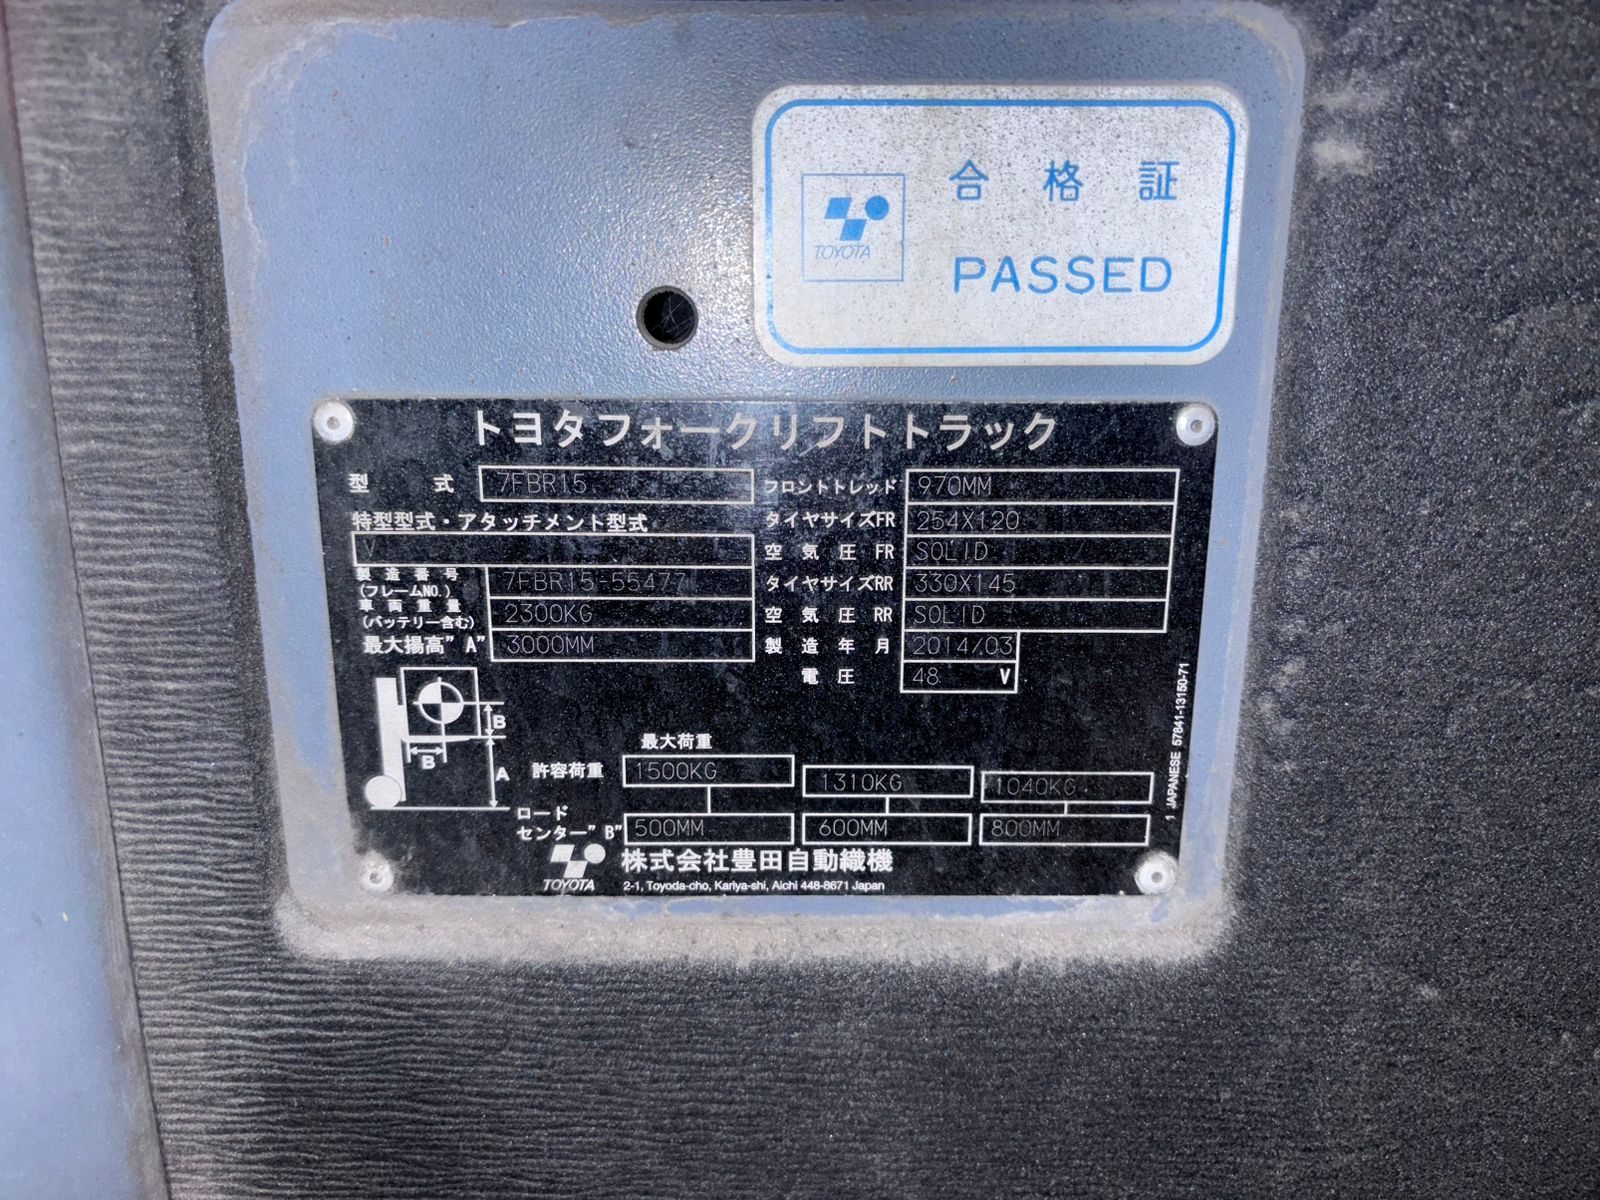 合格証
TOYOTA
PASSED
トヨタフォークリフトトラック
型式 7FBR15
特型型式・アタッチメント型式
V
製造番号 (フレームNO.) 7FBR15-55477
車両重量 (バッテリー含む) 2300KG
最大揚高"A" 3000MM
フロントトレッド 970MM
タイヤサイズFR 254X120
空気圧 FR SOLID
タイヤサイズRR 330X145
空気圧 RR SOLID
製造年月 2014/03
電圧 48 V
B
B
A
最大荷重
許容荷重 1500KG 1310KG 1040KG
ロードセンター"B" 500MM 600MM 800MM
TOYOTA
株式会社豊田自動織機
2-1, Toyoda-cho, Kariya-shi, Aichi 448-8671 Japan
1 JAPANESE 57841-13150-71